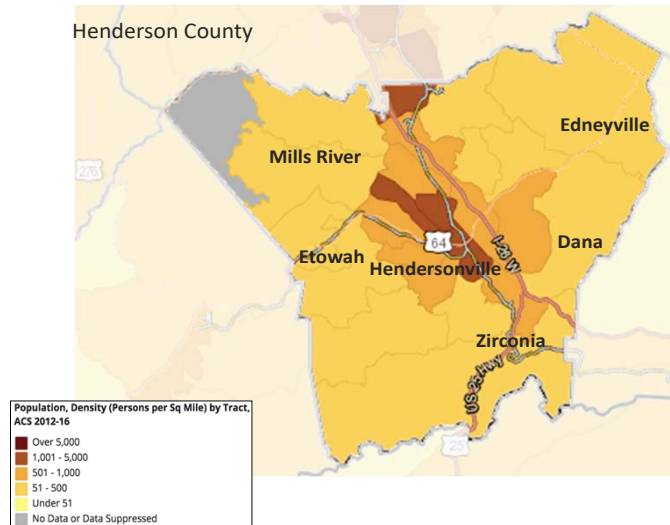 Henderson County
Edneyville
Mills River
276
64
I-26 W
Dana
Etowah
Hendersonville
Zirconia
US 25 Hwy
25
Population, Density (Persons per Sq Mile) by Tract,
ACS 2012-16
Over 5,000
1,001 - 5,000
501 - 1,000
51 - 500
Under 51
No Data or Data Suppressed